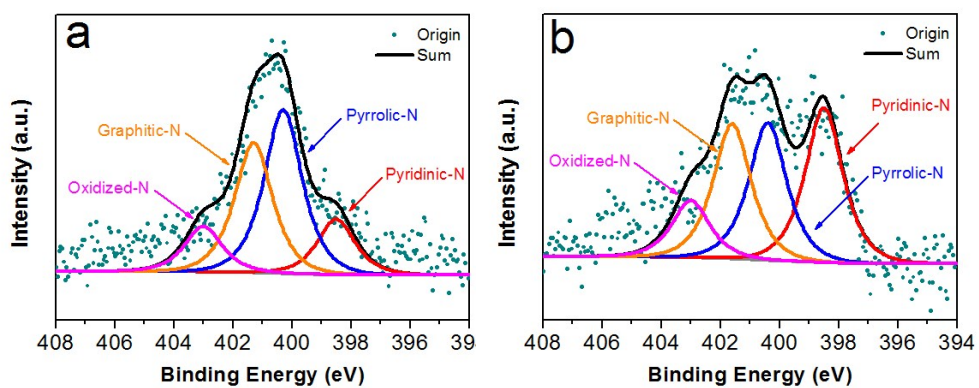 a
Origin
Sum
Graphitic-N
Pyrrolic-N
Oxidized-N
Pyridinic-N
Intensity (a.u.)
408 406 404 402 400 398 396 39
Binding Energy (eV)
b
Origin
Sum
Graphitic-N
Pyridinic-N
Oxidized-N
Pyrrolic-N
Intensity (a.u.)
408 406 404 402 400 398 396 394
Binding Energy (eV)